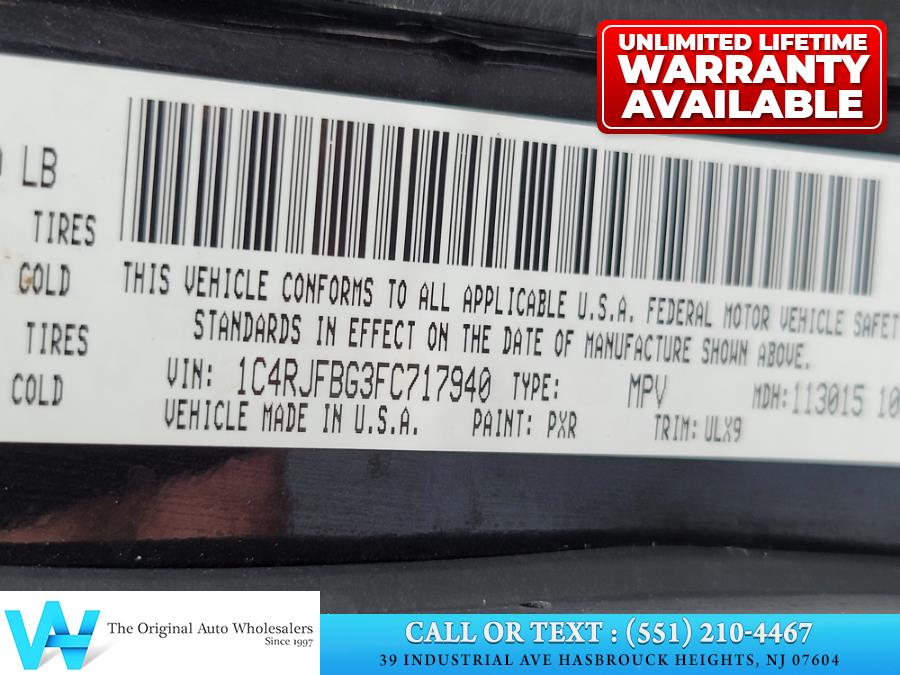 UNLIMITED LIFETIME
WARRANTY
AVAILABLE
LB
TIRES
COLD
TIRES
COLD
THIS VEHICLE CONFORMS TO ALL APPLICABLE U.S.A. FEDERAL MOTOR VEHICLE SAFET
STANDARDS IN EFFECT ON THE DATE OF MANUFACTURE SHOWN ABOVE.
VIN: 1C4RJFBG3FC717940 TYPE: MPV MDH: 113015 10
VEHICLE MADE IN U.S.A. PAINT: PXR TRIM: ULX9
The Original Auto Wholesalers
Since 1997
CALL OR TEXT : (551) 210-4467
39 INDUSTRIAL AVE HASBROUCK HEIGHTS, NJ 07604